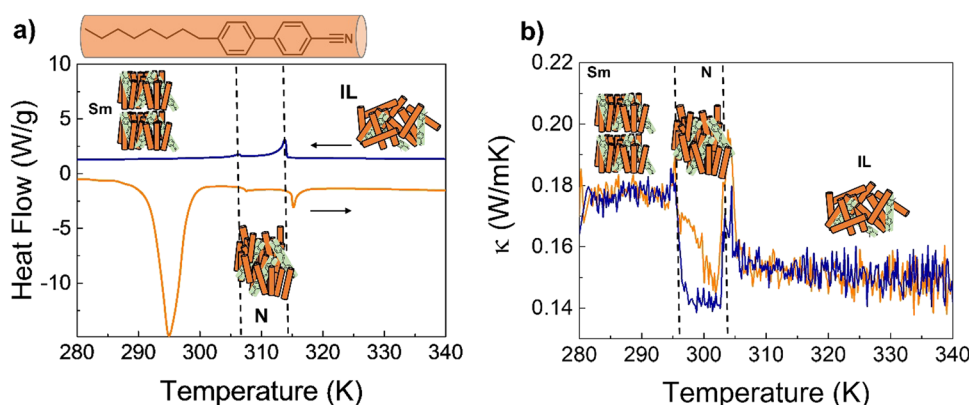 a)
N
10
5
0
-5
-10
Heat Flow (W/g)
Sm
IL
N
280 290 300 310 320 330 340
Temperature (K)
b)
0.22
0.20
0.18
0.16
0.14
κ (W/mK)
Sm
N
IL
280 290 300 310 320 330 340
Temperature (K)